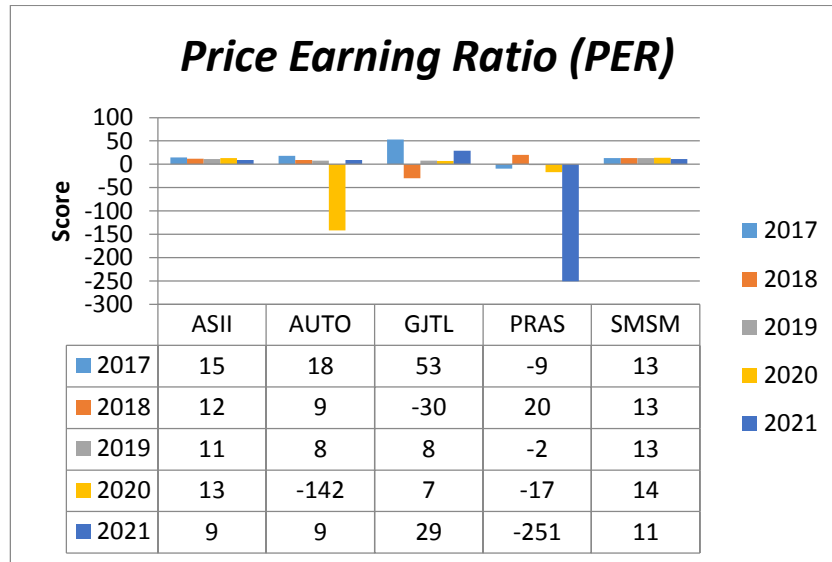 Price Earning Ratio (PER)
100
50
0
-50
-100
-150
-200
-250
-300
Score
ASII AUTO GJTL PRAS SMSM
2017 15 18 53 -9 13
2018 12 9 -30 20 13
2019 11 8 8 -2 13
2020 13 -142 7 -17 14
2021 9 9 29 -251 11
2017
2018
2019
2020
2021